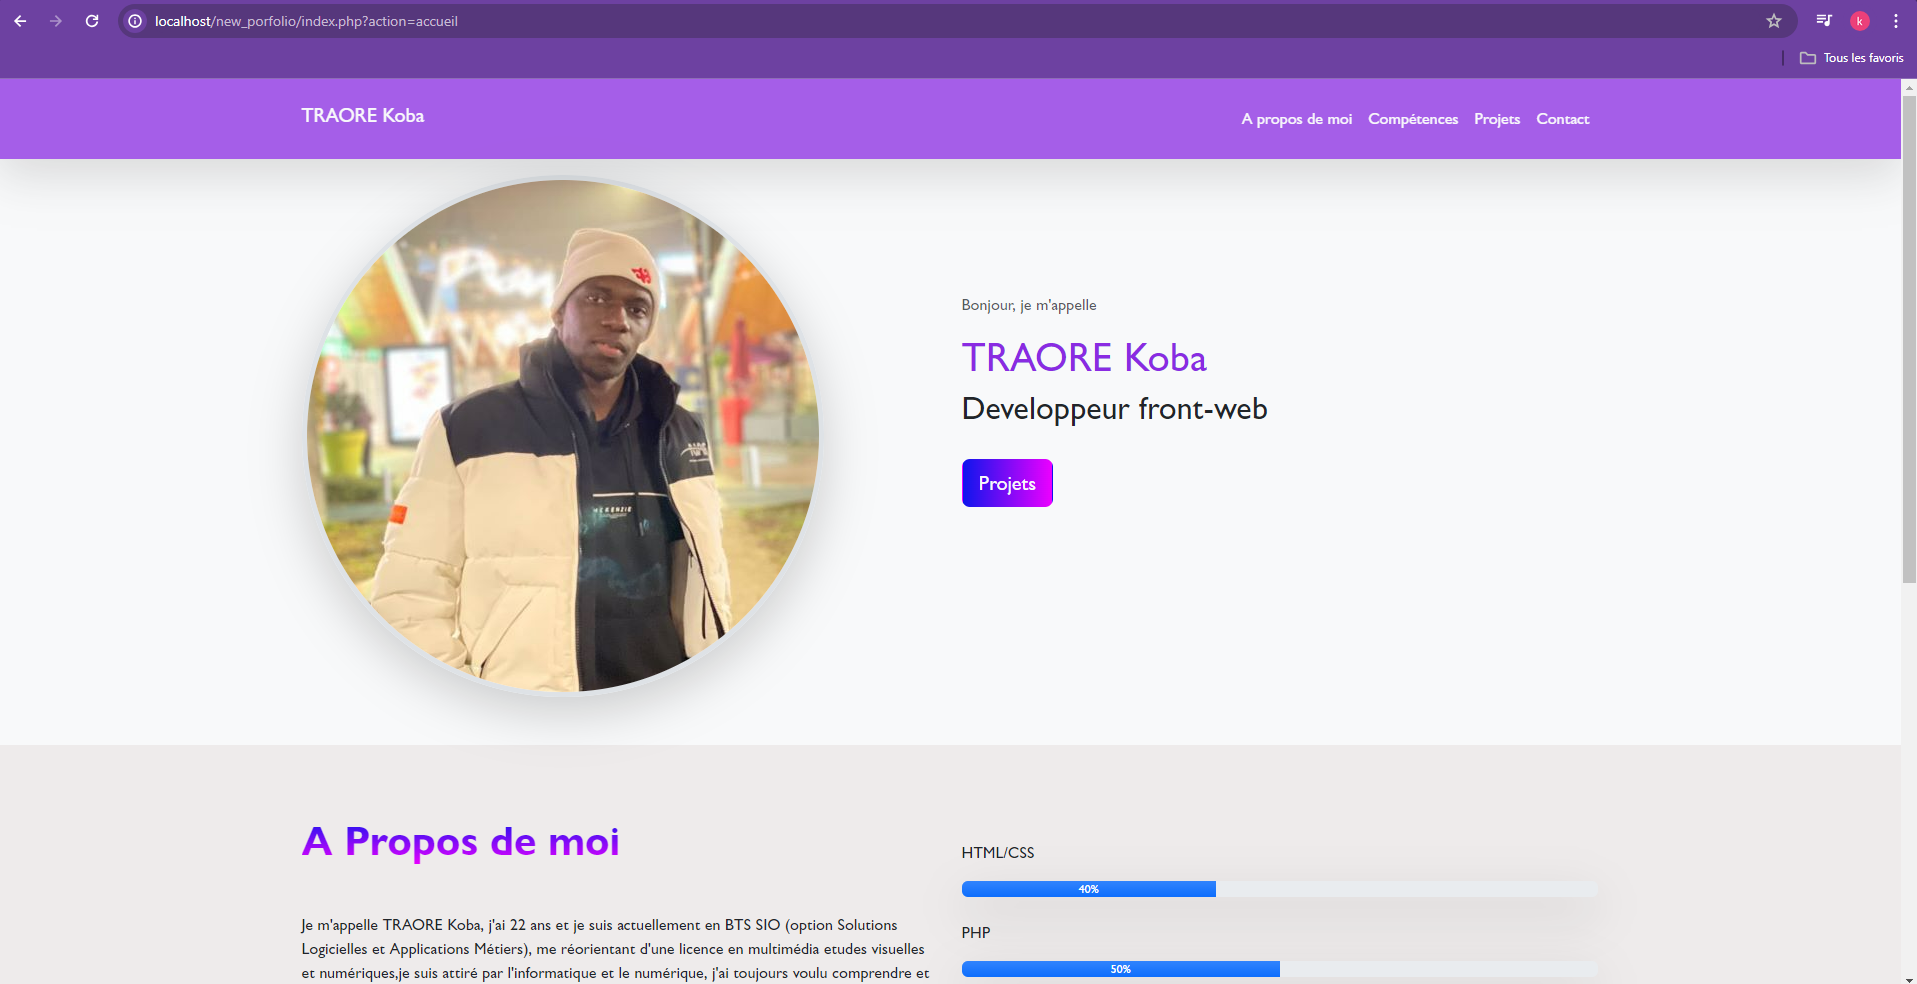 localhost/new_porfolio/index.php?action=accueil
k
Tous les favoris
TRAORE Koba
A propos de moi Compétences Projets Contact
Bonjour, je m'appelle
TRAORE Koba
Developpeur front-web
Projets
A Propos de moi
Je m'appelle TRAORE Koba, j'ai 22 ans et je suis actuellement en BTS SIO (option Solutions
Logicielles et Applications Métiers), me réorientant d'une licence en multimédia etudes visuelles
et numériques,je suis attiré par l'informatique et le numérique, j'ai toujours voulu comprendre et
HTML/CSS
40%
PHP
50%